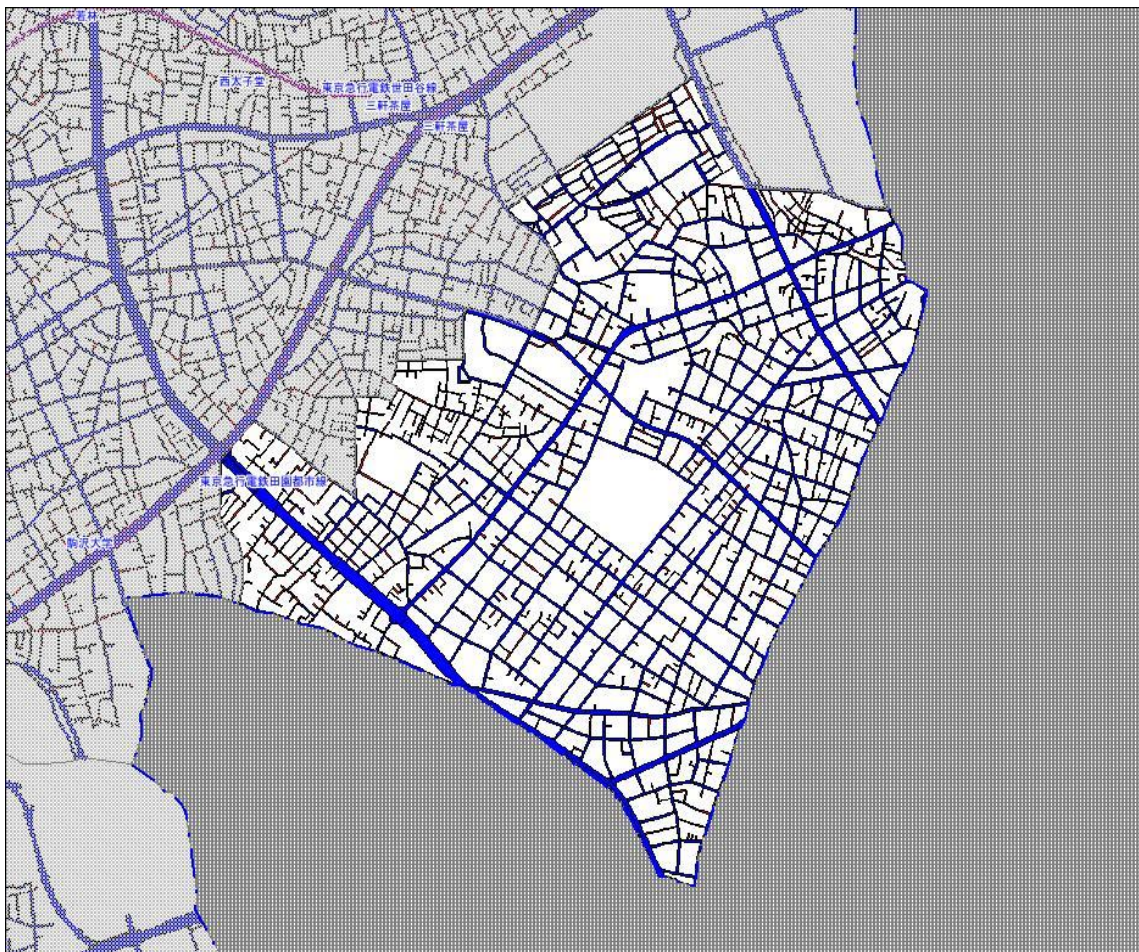 若林
西太子堂
東京急行電鉄世田谷線
三軒茶屋
三軒茶屋
東京急行電鉄田園都市線
駒沢大学